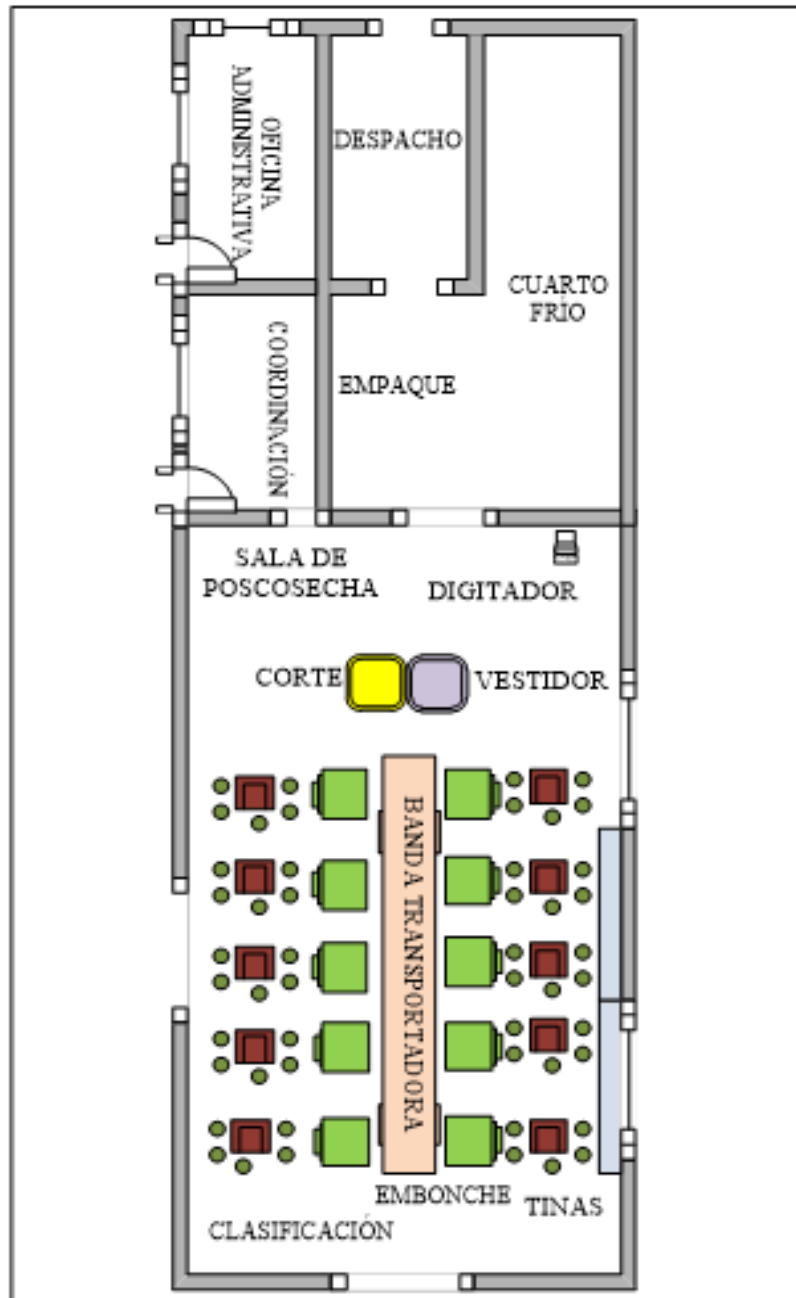 OFICINA
ADMINISTRATIVA
DESPACHO
CUARTO
FRÍO
COORDINACIÓN
EMPAQUE
SALA DE
POSCOSECHA
DIGITADOR
CORTE
VESTIDOR
BANDA TRANSPORTADORA
EMBONCHE
TINAS
CLASIFICACIÓN